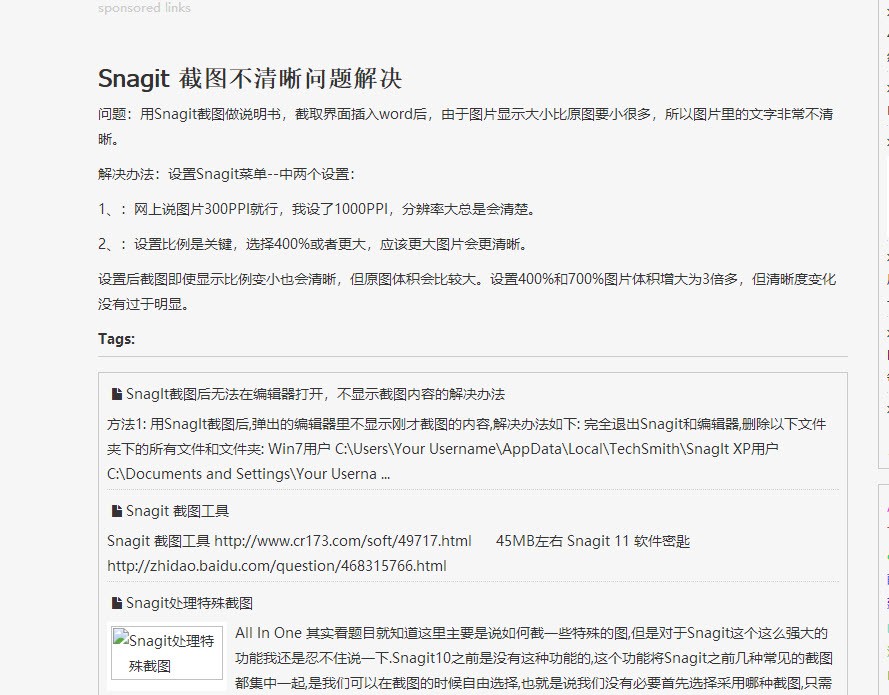 sponsored links
Snagit 截图不清晰问题解决
问题：用Snagit截图做说明书，截取界面插入word后，由于图片显示大小比原图要小很多，所以图片里的文字非常不清
晰。
解决办法：设置Snagit菜单--中两个设置：
1、：网上说图片300PPI就行，我设了1000PPI，分辨率大总是会清楚。
2、：设置比例是关键，选择400%或者更大，应该更大图片会更清晰。
设置后截图即使显示比例变小也会清晰，但原图体积会比较大。设置400%和700%图片体积增大为3倍多，但清晰度变化
没有过于明显。
Tags:
SnagIt截图后无法在编辑器打开，不显示截图内容的解决办法
方法1: 用SnagIt截图后,弹出的编辑器里不显示刚才截图的内容,解决办法如下: 完全退出Snagit和编辑器,删除以下文件
夹下的所有文件和文件夹: Win7用户 C:\Users\Your Username\AppData\Local\TechSmith\SnagIt XP用户
C:\Documents and Settings\Your Userna ...
Snagit 截图工具
Snagit 截图工具 http://www.cr173.com/soft/49717.html 45MB左右 Snagit 11 软件密匙
http://zhidao.baidu.com/question/468315766.html
Snagit处理特殊截图
Snagit处理特
殊截图
All In One 其实看题目就知道这里主要是说如何截一些特殊的图,但是对于Snagit这个这么强大的
功能我还是忍不住说一下.Snagit10之前是没有这种功能的,这个功能将Snagit之前几种常见的截图
都集中一起,是我们可以在截图的时候自由选择,也就是说我们没有必要首先选择采用哪种截图,只需